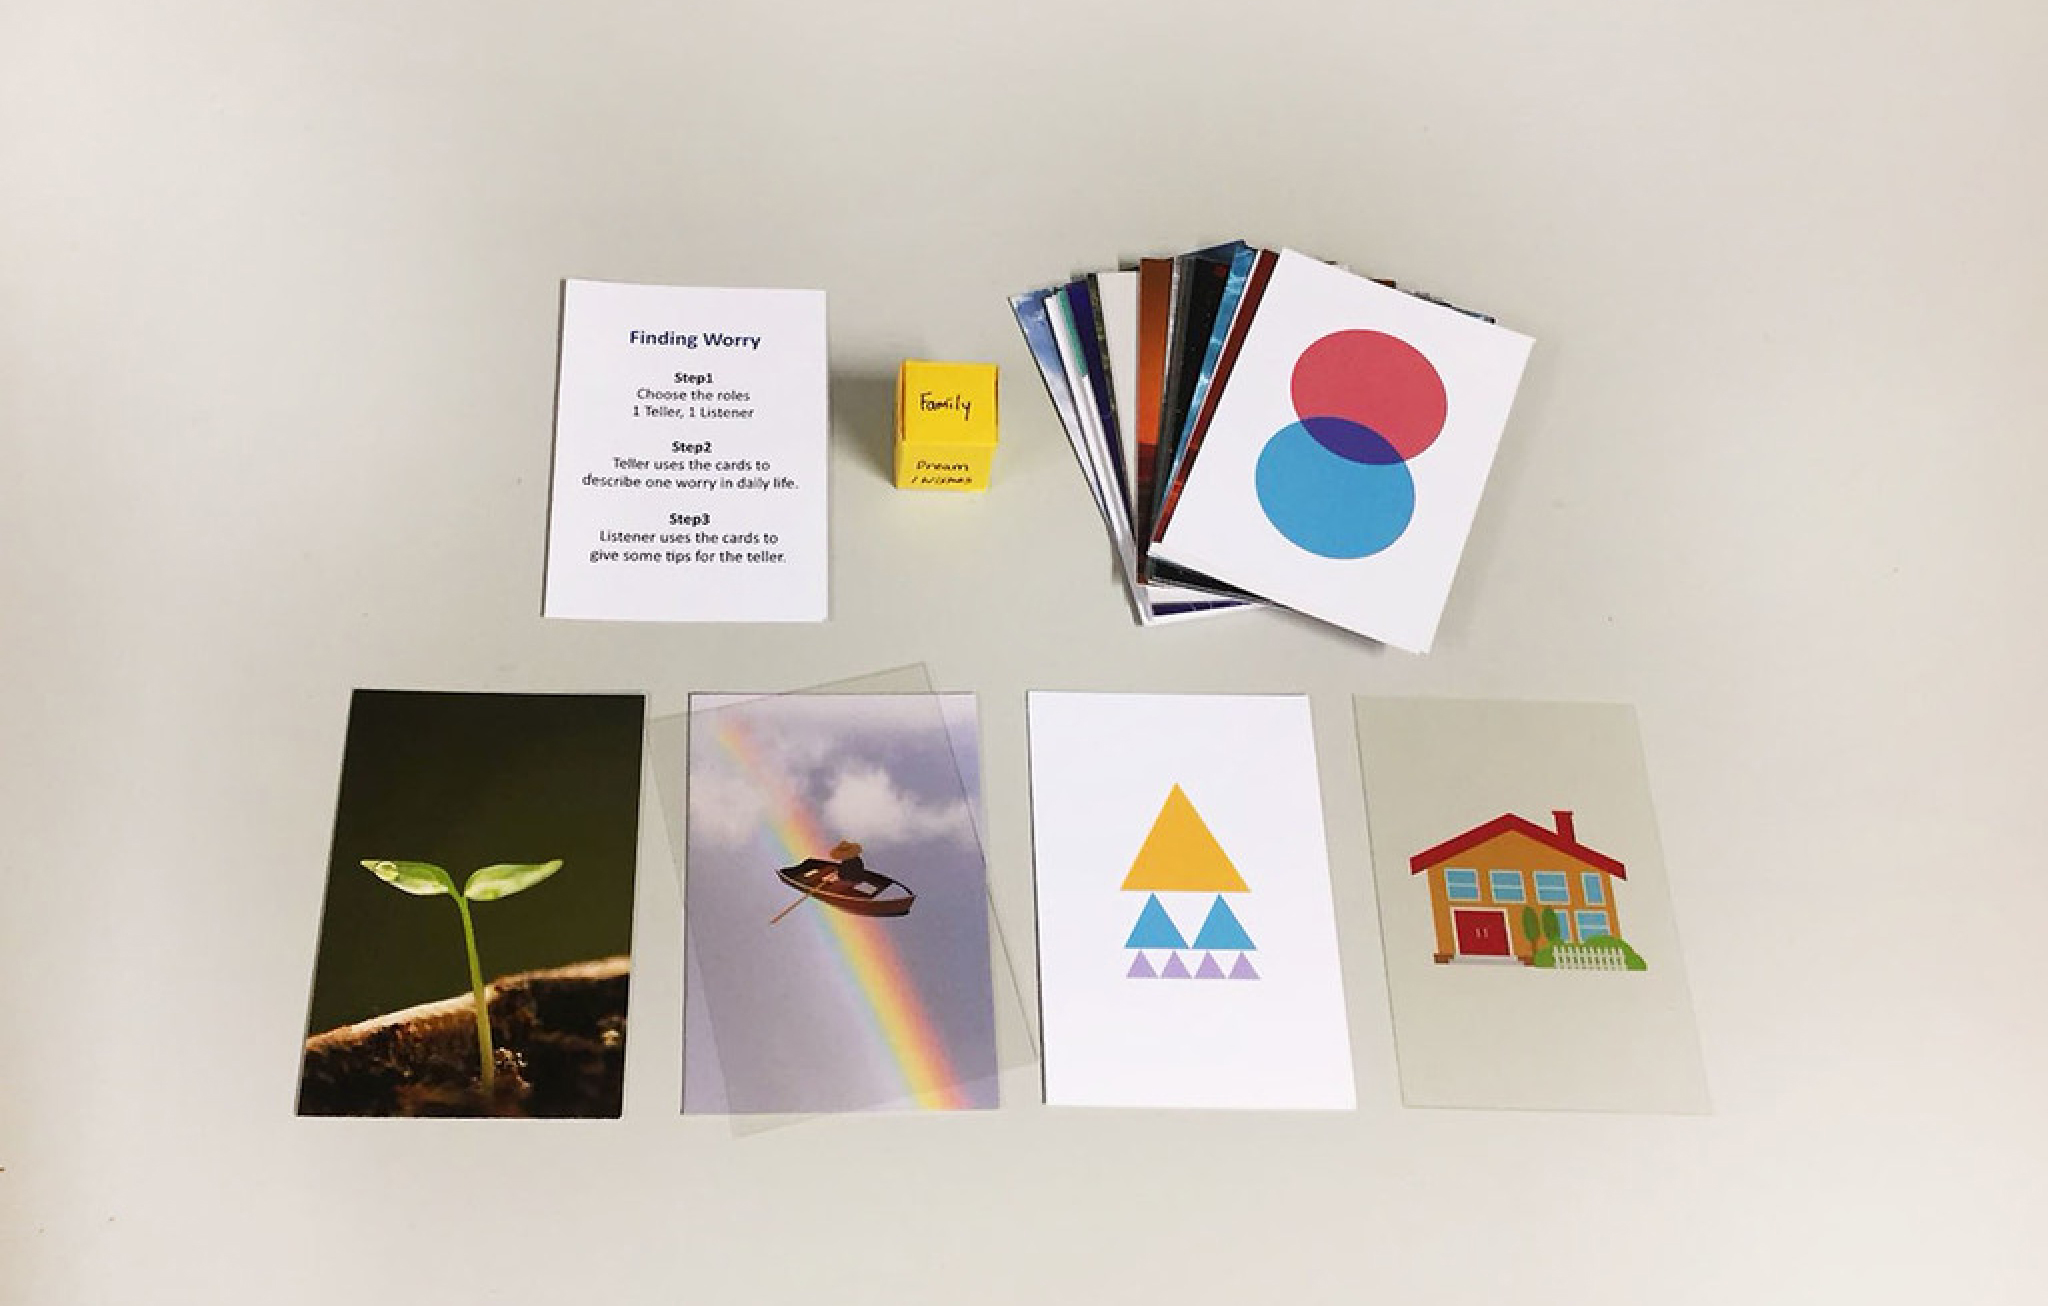 Finding Worry
Step1
Choose the roles
1 Teller, 1 Listener
Step2
Teller uses the cards to
describe one worry in daily life.
Step3
Listener uses the cards to
give some tips for the teller.
Family
Dream
/ Wishes